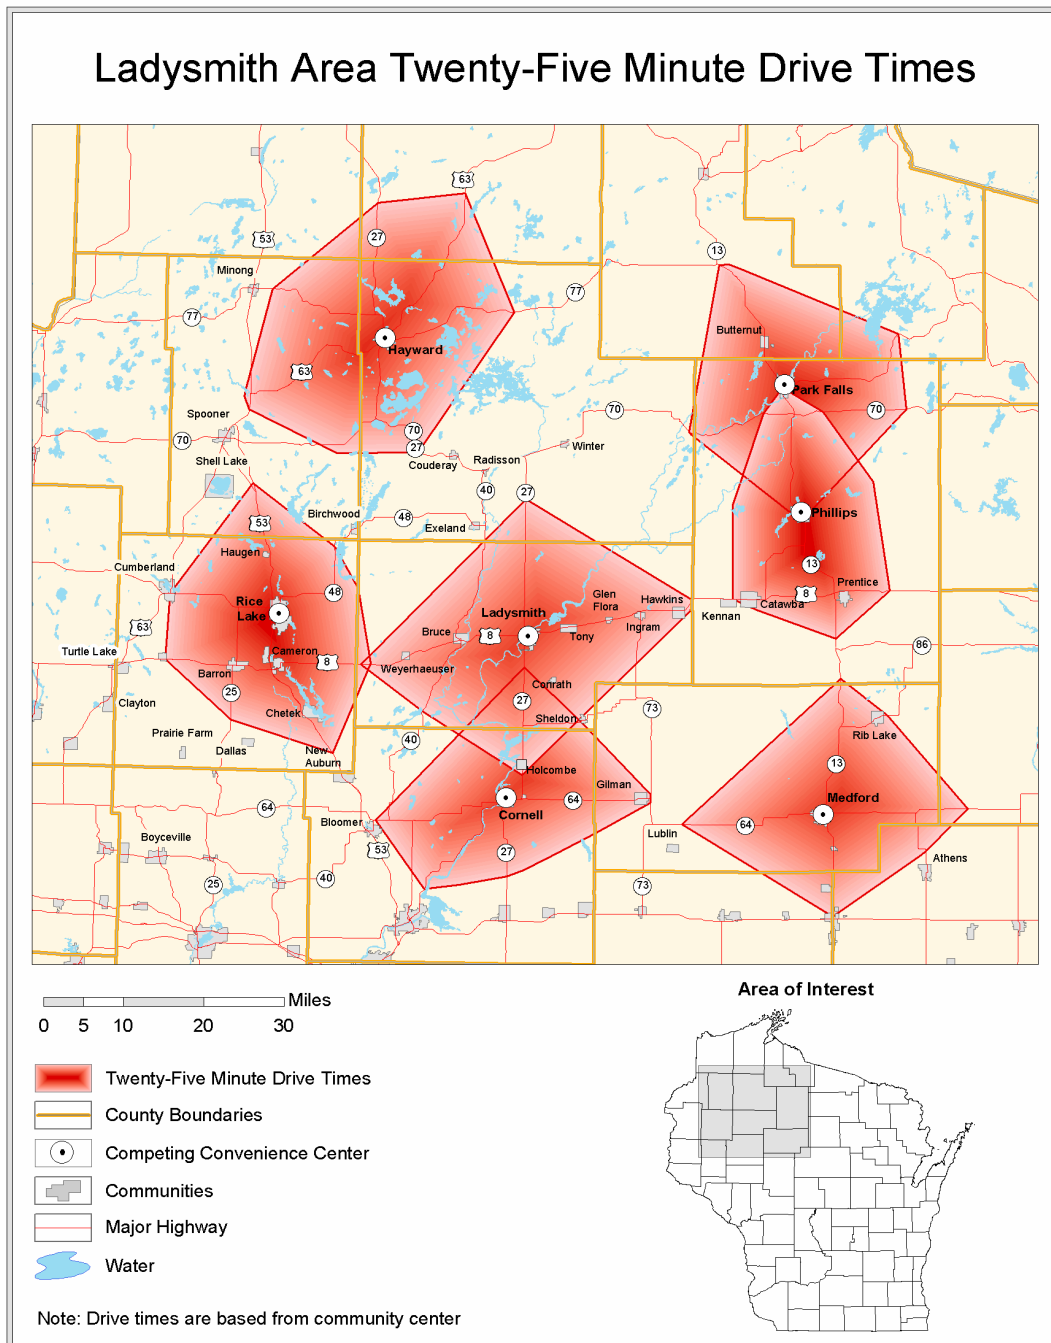 Ladysmith Area Twenty-Five Minute Drive Times
63
27
53
13
Minong
77
77
Butternut
Hayward
63
Park Falls
Spooner
70
70
70
70
27
Winter
Couderay
Radisson
Shell Lake
40
27
Birchwood
48
Exeland
53
Phillips
Haugen
Cumberland
13
Prentice
48
8
Glen
Flora
Hawkins
Catawba
Rice
Lake
Ladysmith
Kennan
63
Bruce
8
Tony
Ingram
Turtle Lake
Cameron
8
86
Weyerhaeuser
Barron
Conrath
25
27
73
Clayton
Chetek
Sheldon
Prairie Farm
Rib Lake
Dallas
New
Auburn
40
Holcombe
13
Gilman
Medford
64
64
Cornell
Bloomer
64
Lublin
Boyceville
53
27
Athens
25
40
73
Miles
0 5 10 20 30
Area of Interest
Twenty-Five Minute Drive Times
County Boundaries
Competing Convenience Center
Communities
Major Highway
Water
Note: Drive times are based from community center